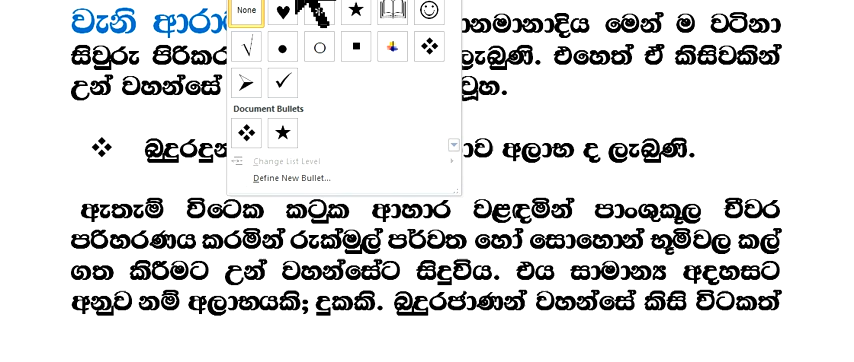 වැනි
None
මෙන් ම වටිනා
සිවුරු පිරිකර ලැබුණි. එහෙත් ඒ කිසිවකින්
උන් වහන්සේ වූහ.
Document Bullets
❖ අලාභ ද ලැබුණි.
Change List Level
Define New Bullet...
ඇතැම් විටෙක කටුක ආහාර වළඳමින් පාංශුකූල චීවර
පරිහරණය කරමින් රුක්මුල් පර්වත හෝ සොහොන් භූමිවල කල්
ගත කිරීමට උන් වහන්සේට සිදුවිය. එය සාමාන්‍ය අදහසට
අනුව නම් අලාභයකි; දුකකි. බුදුරජාණන් වහන්සේ කිසි විටකත්